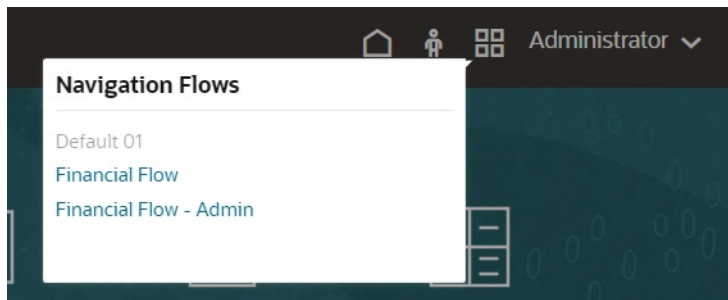 Administrator
Navigation Flows
Default 01
Financial Flow
Financial Flow - Admin